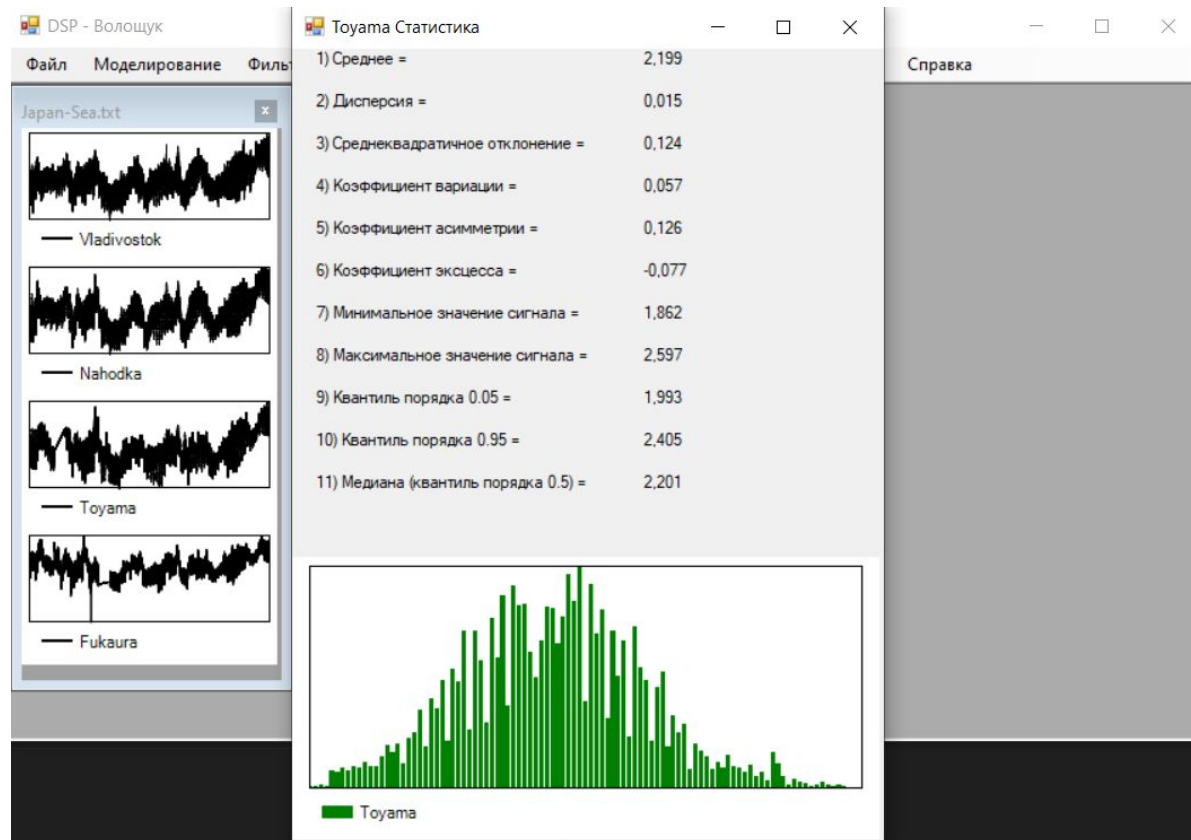 DSP - Волощук
Файл Моделирование Филь
Справка
Japan-Sea.txt
Vladivostok
Nahodka
Toyama
Fukaura
Toyama Статистика
1) Среднее = 2,199
2) Дисперсия = 0,015
3) Среднеквадратичное отклонение = 0,124
4) Коэффициент вариации = 0,057
5) Коэффициент асимметрии = 0,126
6) Коэффициент эксцесса = -0,077
7) Минимальное значение сигнала = 1,862
8) Максимальное значение сигнала = 2,597
9) Квантиль порядка 0.05 = 1,993
10) Квантиль порядка 0.95 = 2,405
11) Медиана (квантиль порядка 0.5) = 2,201
Toyama